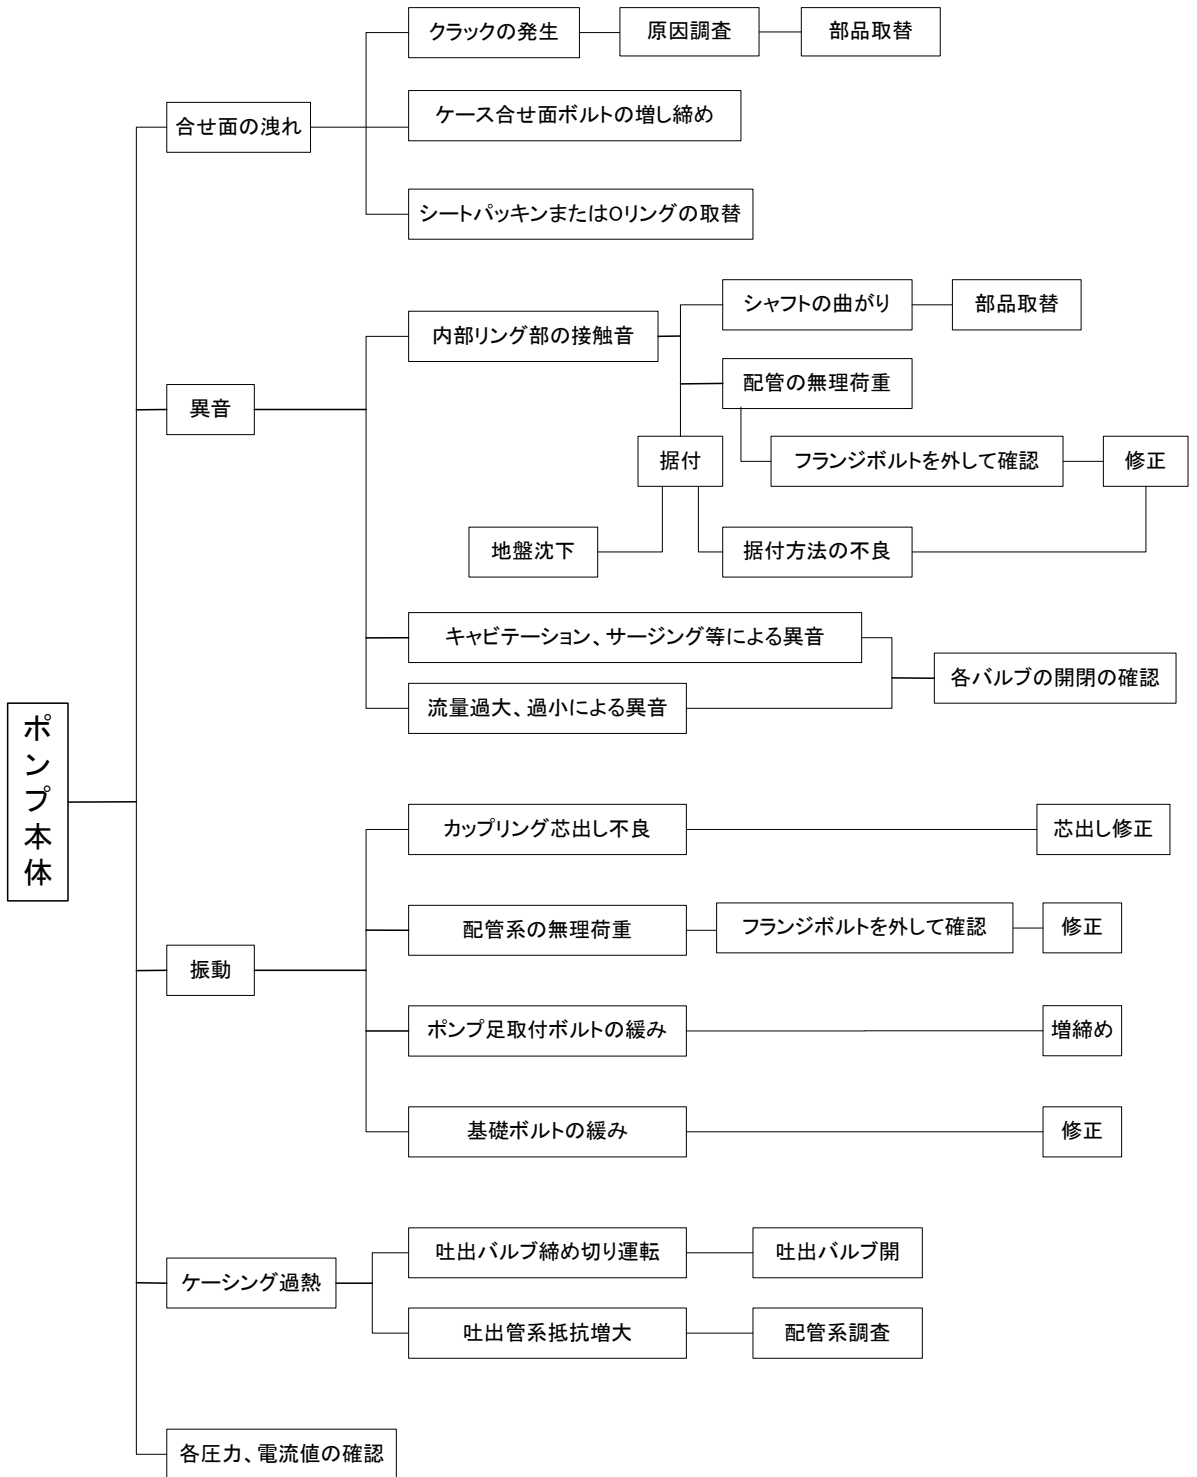 クラックの発生
原因調査
部品取替
合せ面の洩れ
ケース合せ面ボルトの増し締め
シートパッキンまたはOリングの取替
シャフトの曲がり
部品取替
内部リング部の接触音
配管の無理荷重
異音
据付
フランジボルトを外して確認
修正
地盤沈下
据付方法の不良
キャビテーション、サージング等による異音
各バルブの開閉の確認
流量過大、過小による異音
ポンプ本体
カップリング芯出し不良
芯出し修正
配管系の無理荷重
フランジボルトを外して確認
修正
振動
ポンプ足取付ボルトの緩み
増締め
基礎ボルトの緩み
修正
吐出バルブ締め切り運転
吐出バルブ開
ケーシング過熱
吐出管系抵抗増大
配管系調査
各圧力、電流値の確認